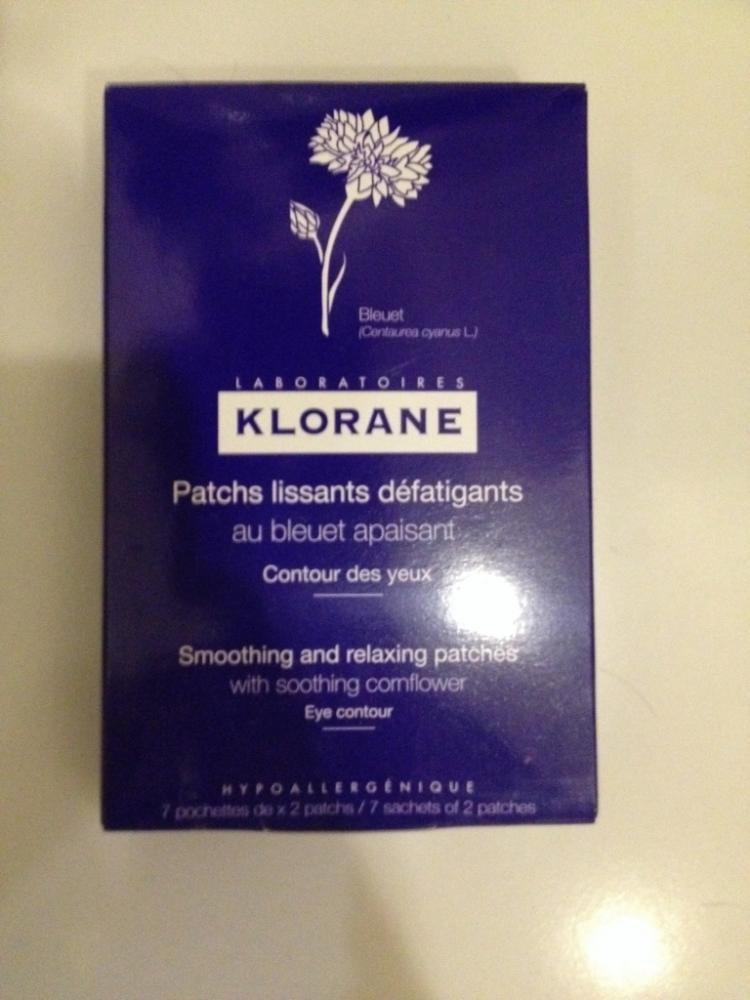 Bleuet
(Centaurea cyanus L.)
LABORATOIRES
KLORANE
Patchs lissants défatigants
au bleuet apaisant
Contour des yeux
Smoothing and relaxing patches
with soothing cornflower
Eye contour
HYPOALLERGÉNIQUE
7 pochettes de x 2 patchs / 7 sachets of 2 patches